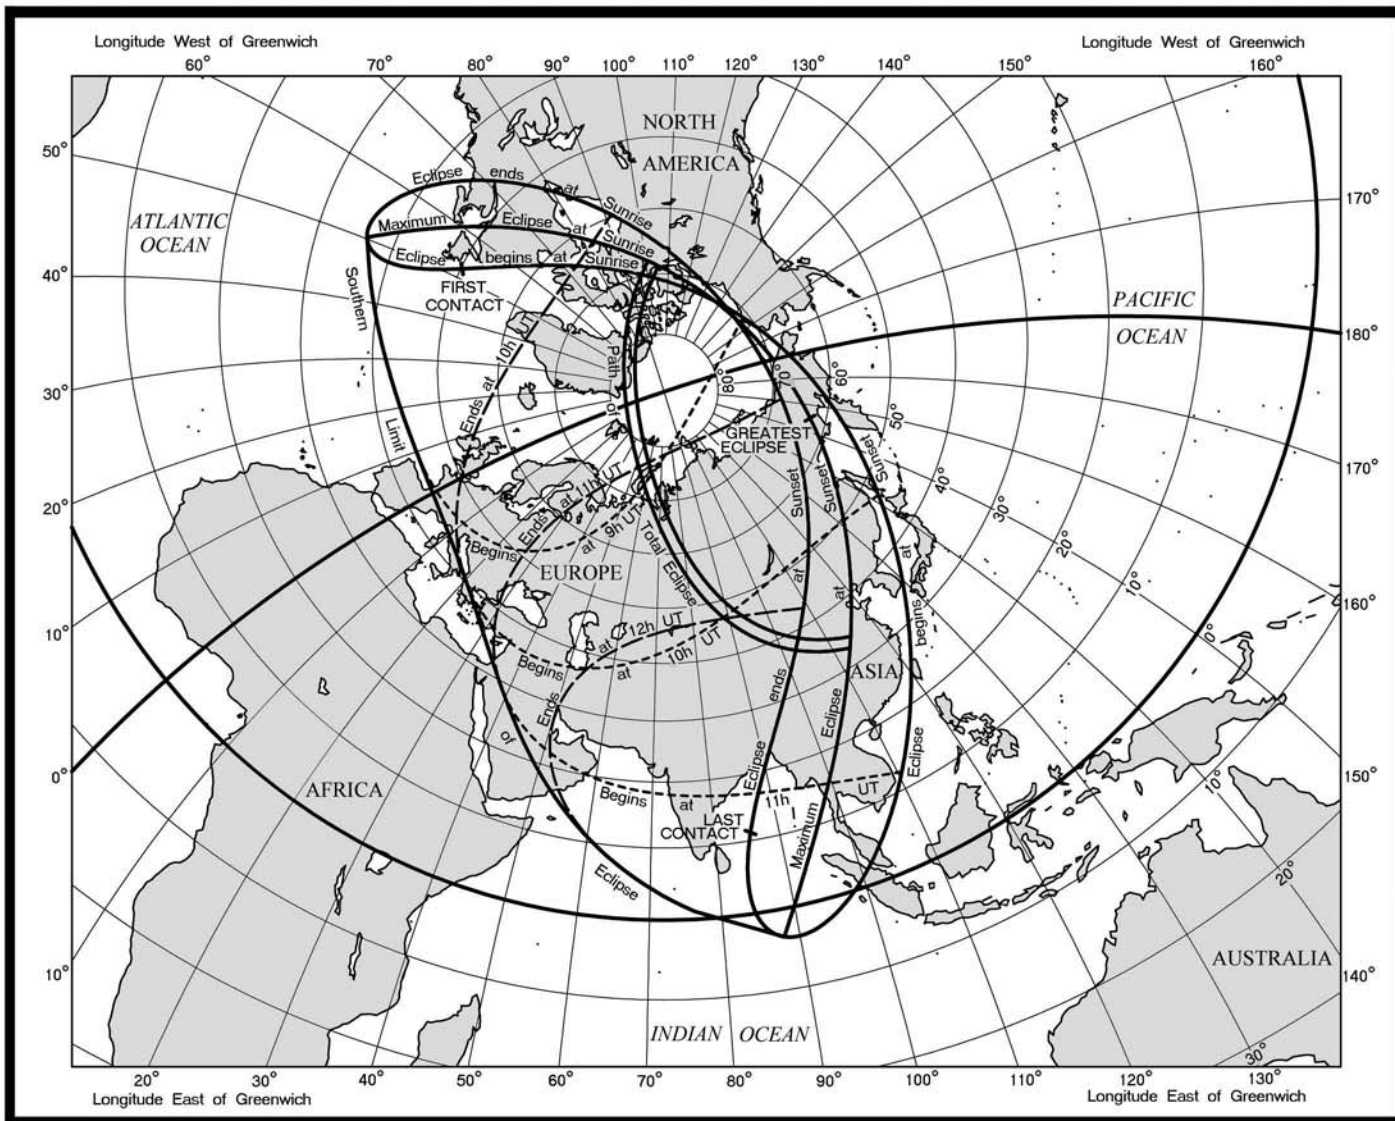 Longitude West of Greenwich
Longitude West of Greenwich
60°
70°
80°
90°
100°
110°
120°
130°
140°
150°
160°
50°
40°
30°
20°
10°
0°
10°
170°
180°
170°
160°
150°
140°
NORTH
AMERICA
ATLANTIC
OCEAN
PACIFIC
OCEAN
Eclipse ends at Sunrise
Maximum Eclipse at Sunrise
Eclipse begins at Sunrise
FIRST
CONTACT
Southern Limit of Eclipse
Path of Total Eclipse
Ends at 10h UT
Ends at 11h UT
Begins at 9h UT
GREATEST
ECLIPSE
80°
70°
60°
50°
40°
30°
20°
10°
0°
10°
20°
30°
EUROPE
Ends at 12h UT
Begins at 10h UT
ASIA
Eclipse ends at Sunset
Maximum Eclipse at Sunset
Eclipse begins at Sunset
Begins at 11h UT
LAST
CONTACT
AFRICA
AUSTRALIA
INDIAN OCEAN
20°
30°
40°
50°
60°
70°
80°
90°
100°
110°
120°
130°
Longitude East of Greenwich
Longitude East of Greenwich